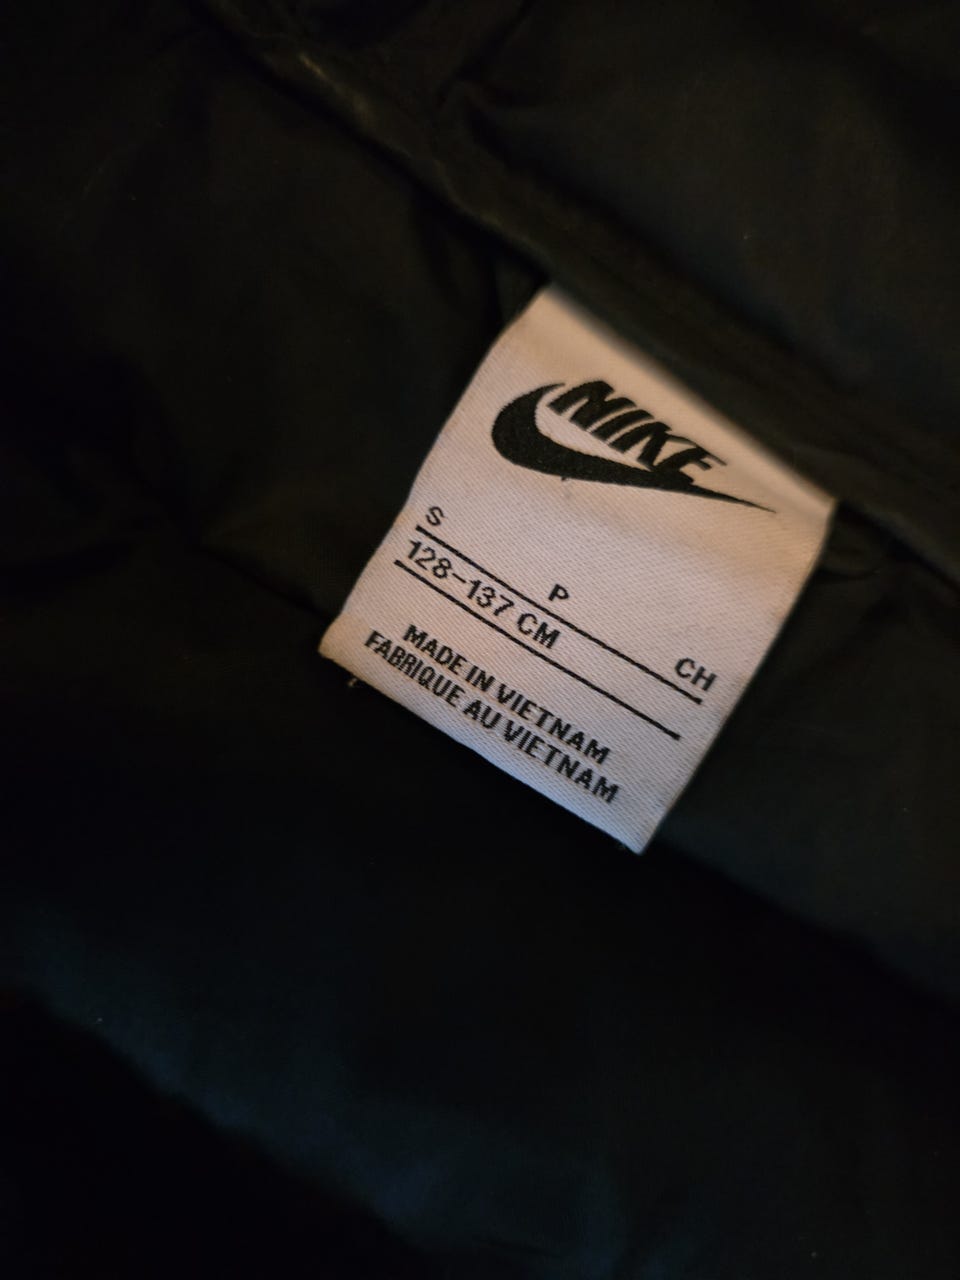 NIKE
S P CH
128-137 CM
MADE IN VIETNAM
FABRIQUE AU VIETNAM